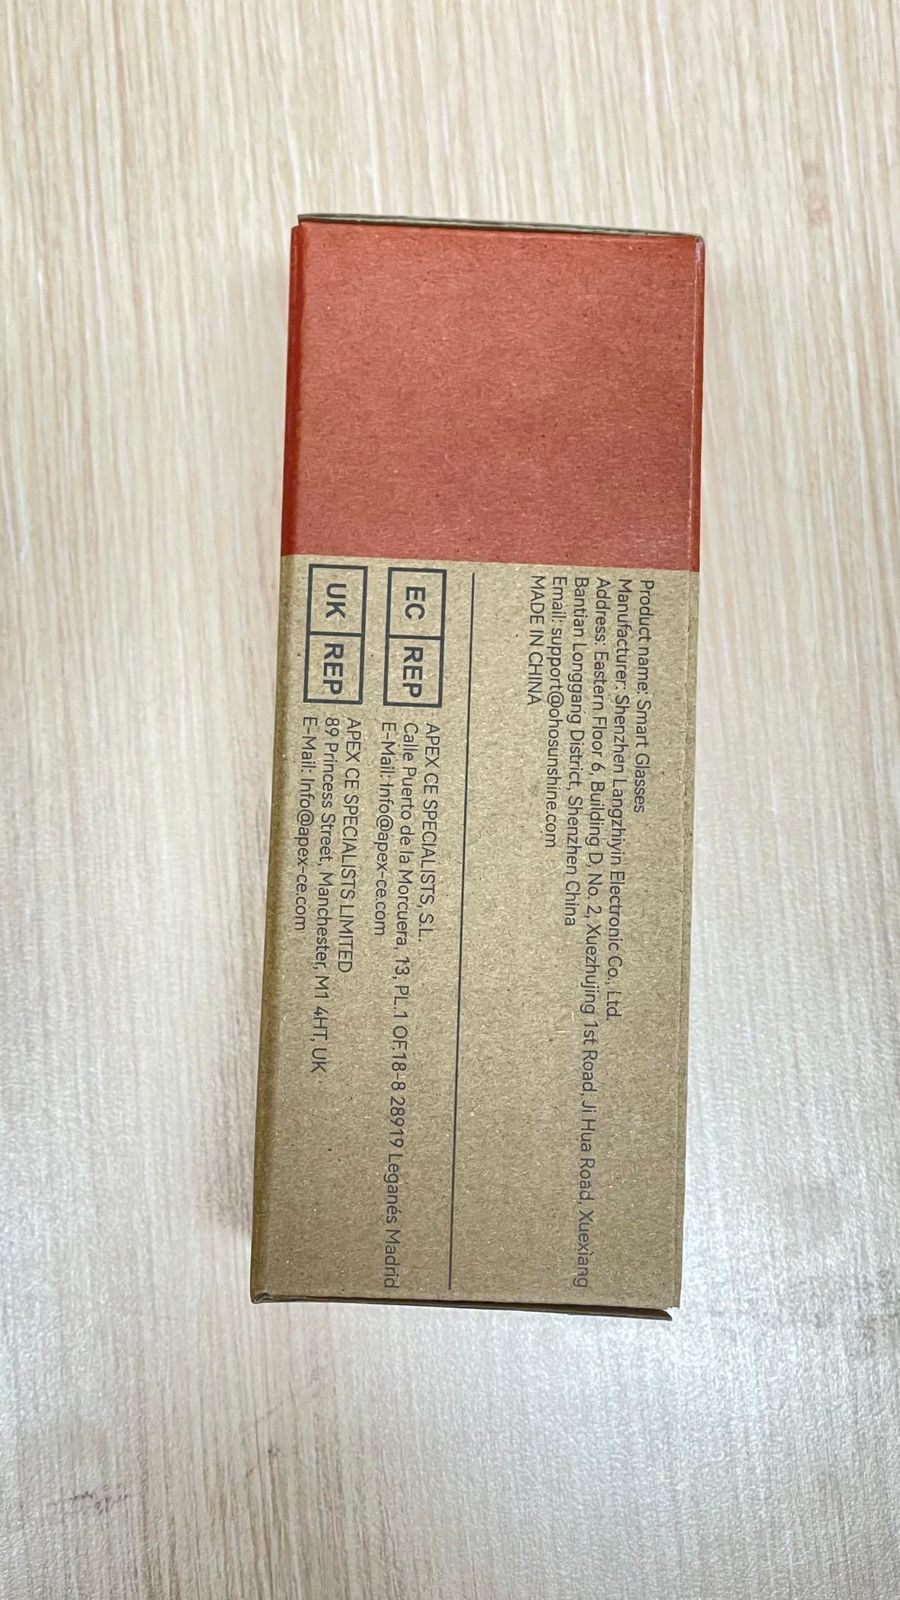 Product name: Smart Glasses
Manufacturer: Shenzhen Langzhiyin Electronic Co., Ltd.
Address: Eastern Floor 6, Building D, No. 2, Xuezhujing 1st Road, Ji Hua Road, Xuexiang
Bantian Longgang District, Shenzhen China
Email: support@ohosunshine.com
MADE IN CHINA
EC REP
APEX CE SPECIALISTS, S.L.
Calle Puerto de la Morcuera, 13, PL.1 OF.18-8 28919 Leganés Madrid
E-Mail: Info@apex-ce.com
UK REP
APEX CE SPECIALISTS LIMITED
89 Princess Street, Manchester, M1 4HT, UK
E-Mail: Info@apex-ce.com